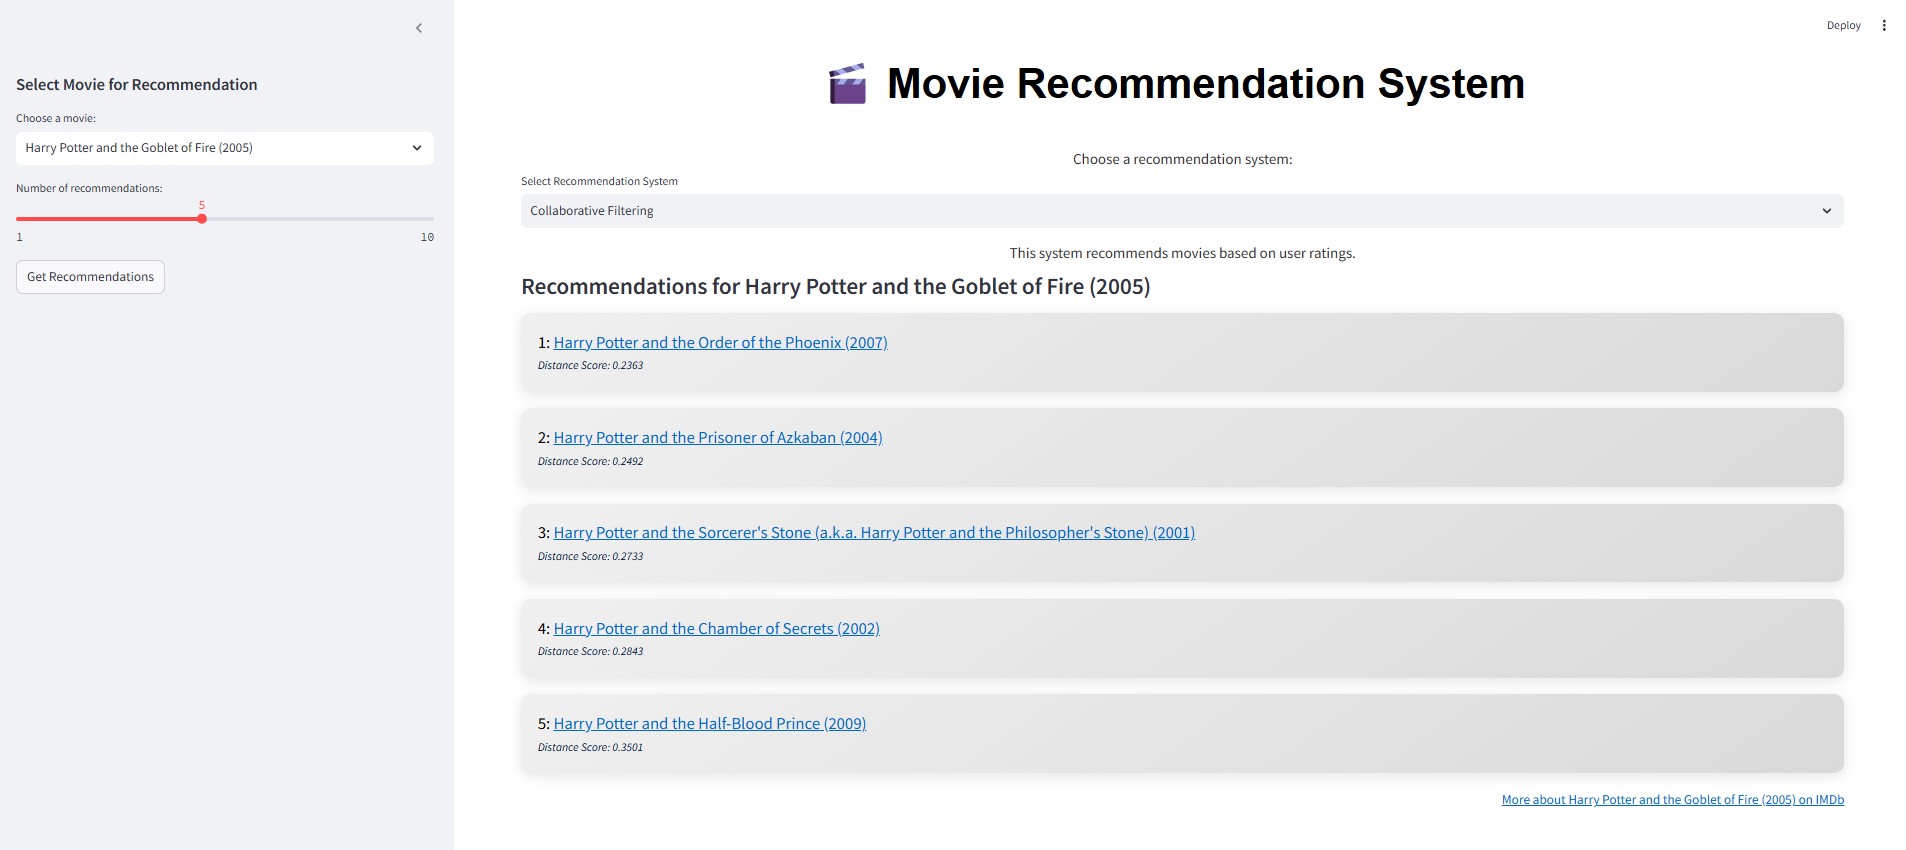 Deploy
Select Movie for Recommendation
Choose a movie:
Harry Potter and the Goblet of Fire (2005)
Number of recommendations:
5
1 10
Get Recommendations
Movie Recommendation System
Choose a recommendation system:
Select Recommendation System
Collaborative Filtering
This system recommends movies based on user ratings.
Recommendations for Harry Potter and the Goblet of Fire (2005)
1: Harry Potter and the Order of the Phoenix (2007)
Distance Score: 0.2363
2: Harry Potter and the Prisoner of Azkaban (2004)
Distance Score: 0.2492
3: Harry Potter and the Sorcerer's Stone (a.k.a. Harry Potter and the Philosopher's Stone) (2001)
Distance Score: 0.2733
4: Harry Potter and the Chamber of Secrets (2002)
Distance Score: 0.2843
5: Harry Potter and the Half-Blood Prince (2009)
Distance Score: 0.3501
More about Harry Potter and the Goblet of Fire (2005) on IMDb